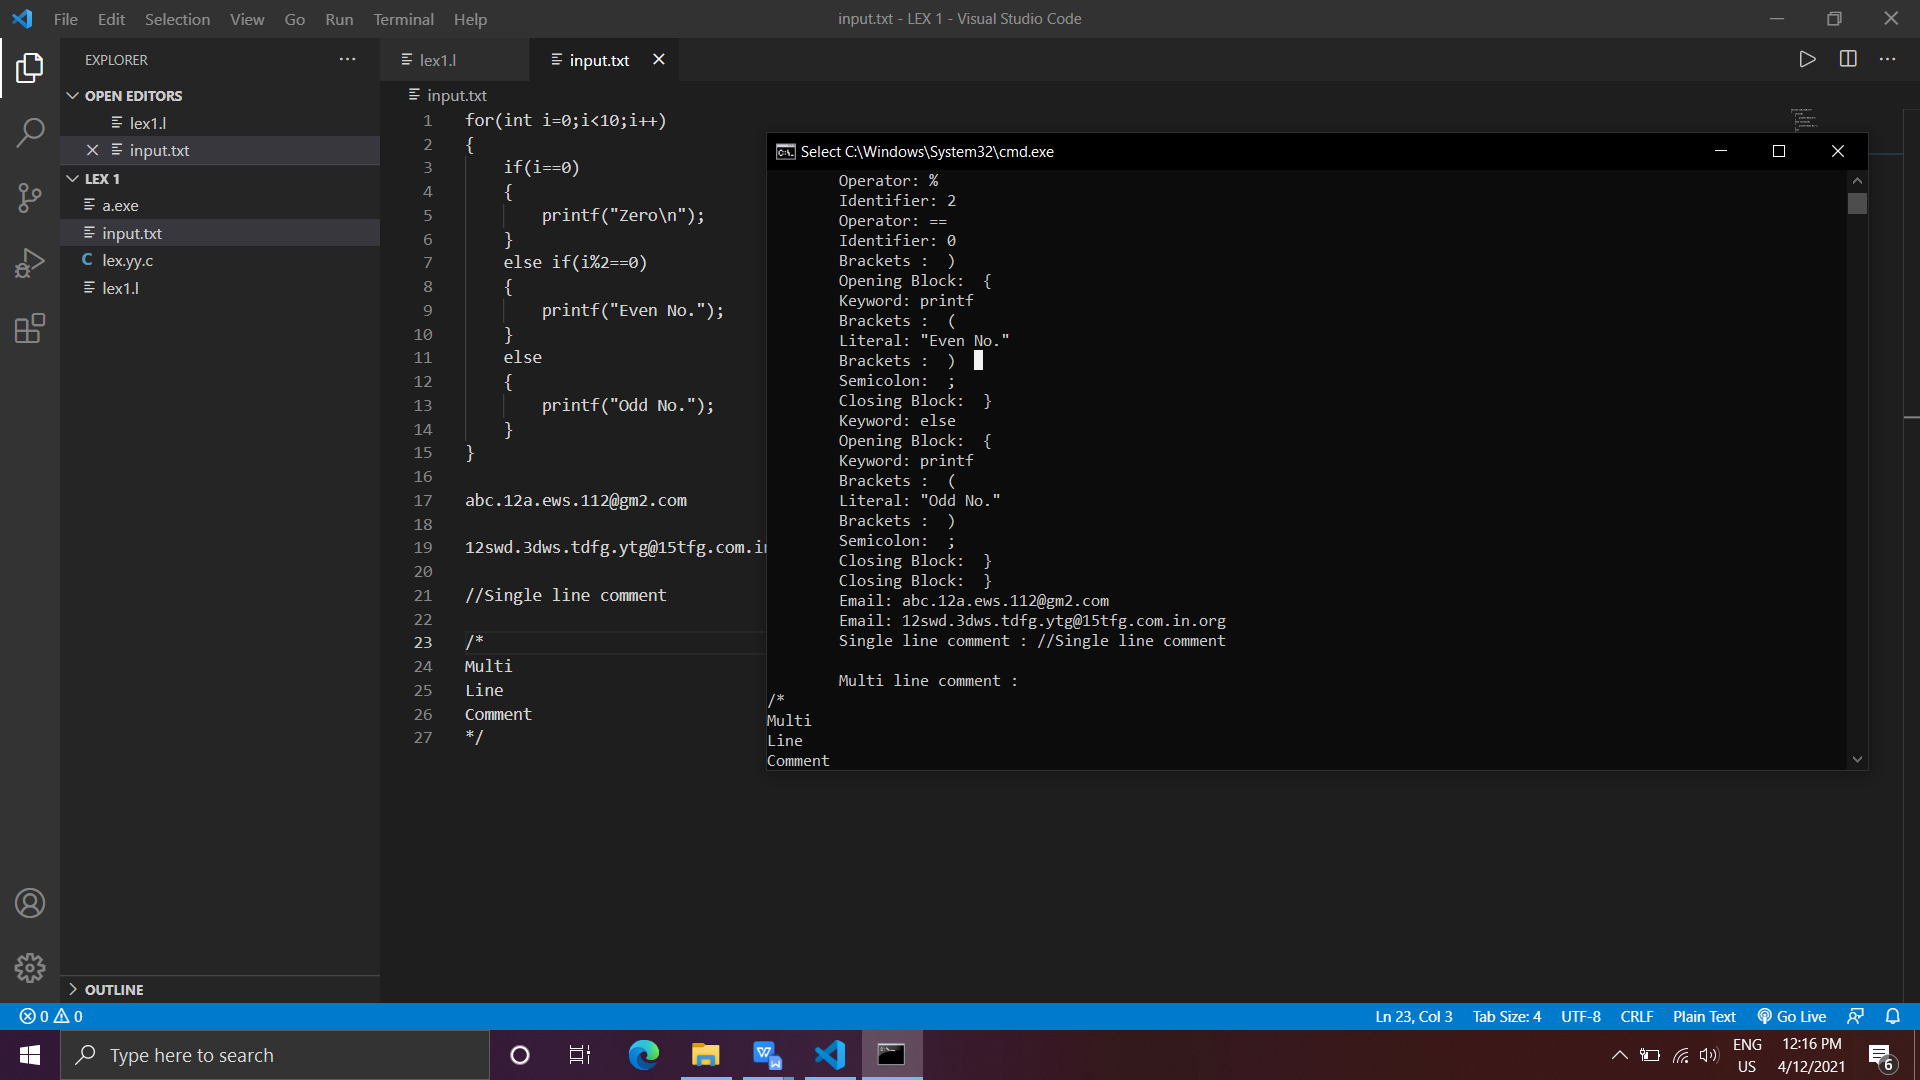 File Edit Selection View Go Run Terminal Help
input.txt - LEX 1 - Visual Studio Code
EXPLORER
OPEN EDITORS
lex1.l
input.txt
LEX 1
a.exe
input.txt
C lex.yy.c
lex1.l
OUTLINE
lex1.l
input.txt
input.txt
1 for(int i=0;i<10;i++)
2 {
3 if(i==0)
4 {
5 printf("Zero\n");
6 }
7 else if(i%2==0)
8 {
9 printf("Even No.");
10 }
11 else
12 {
13 printf("Odd No.");
14 }
15 }
16
17 abc.12a.ews.112@gm2.com
18
19 12swd.3dws.tdfg.ytg@15tfg.com.in
20
21 //Single line comment
22
23 /*
24 Multi
25 Line
26 Comment
27 */
Select C:\Windows\System32\cmd.exe
Operator: %
Identifier: 2
Operator: ==
Identifier: 0
Brackets :  )
Opening Block:  {
Keyword: printf
Brackets :  (
Literal: "Even No."
Brackets :  )
Semicolon:  ;
Closing Block:  }
Keyword: else
Opening Block:  {
Keyword: printf
Brackets :  (
Literal: "Odd No."
Brackets :  )
Semicolon:  ;
Closing Block:  }
Closing Block:  }
Email: abc.12a.ews.112@gm2.com
Email: 12swd.3dws.tdfg.ytg@15tfg.com.in.org
Single line comment : //Single line comment
Multi line comment :
/*
Multi
Line
Comment
0 0
Ln 23, Col 3 Tab Size: 4 UTF-8 CRLF Plain Text Go Live
Type here to search
ENG
US
12:16 PM
4/12/2021
6